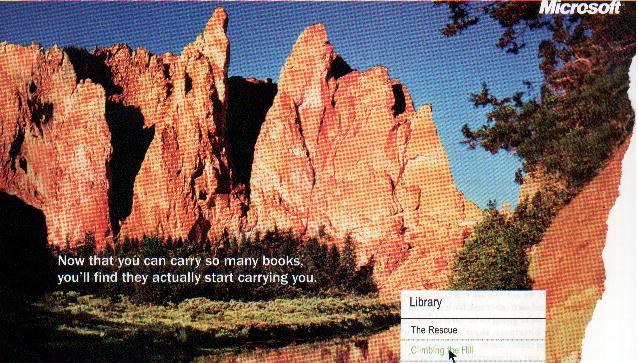 Microsoft
Now that you can carry so many books,
you'll find they actually start carrying you.
Library
The Rescue
Climbing the Hill